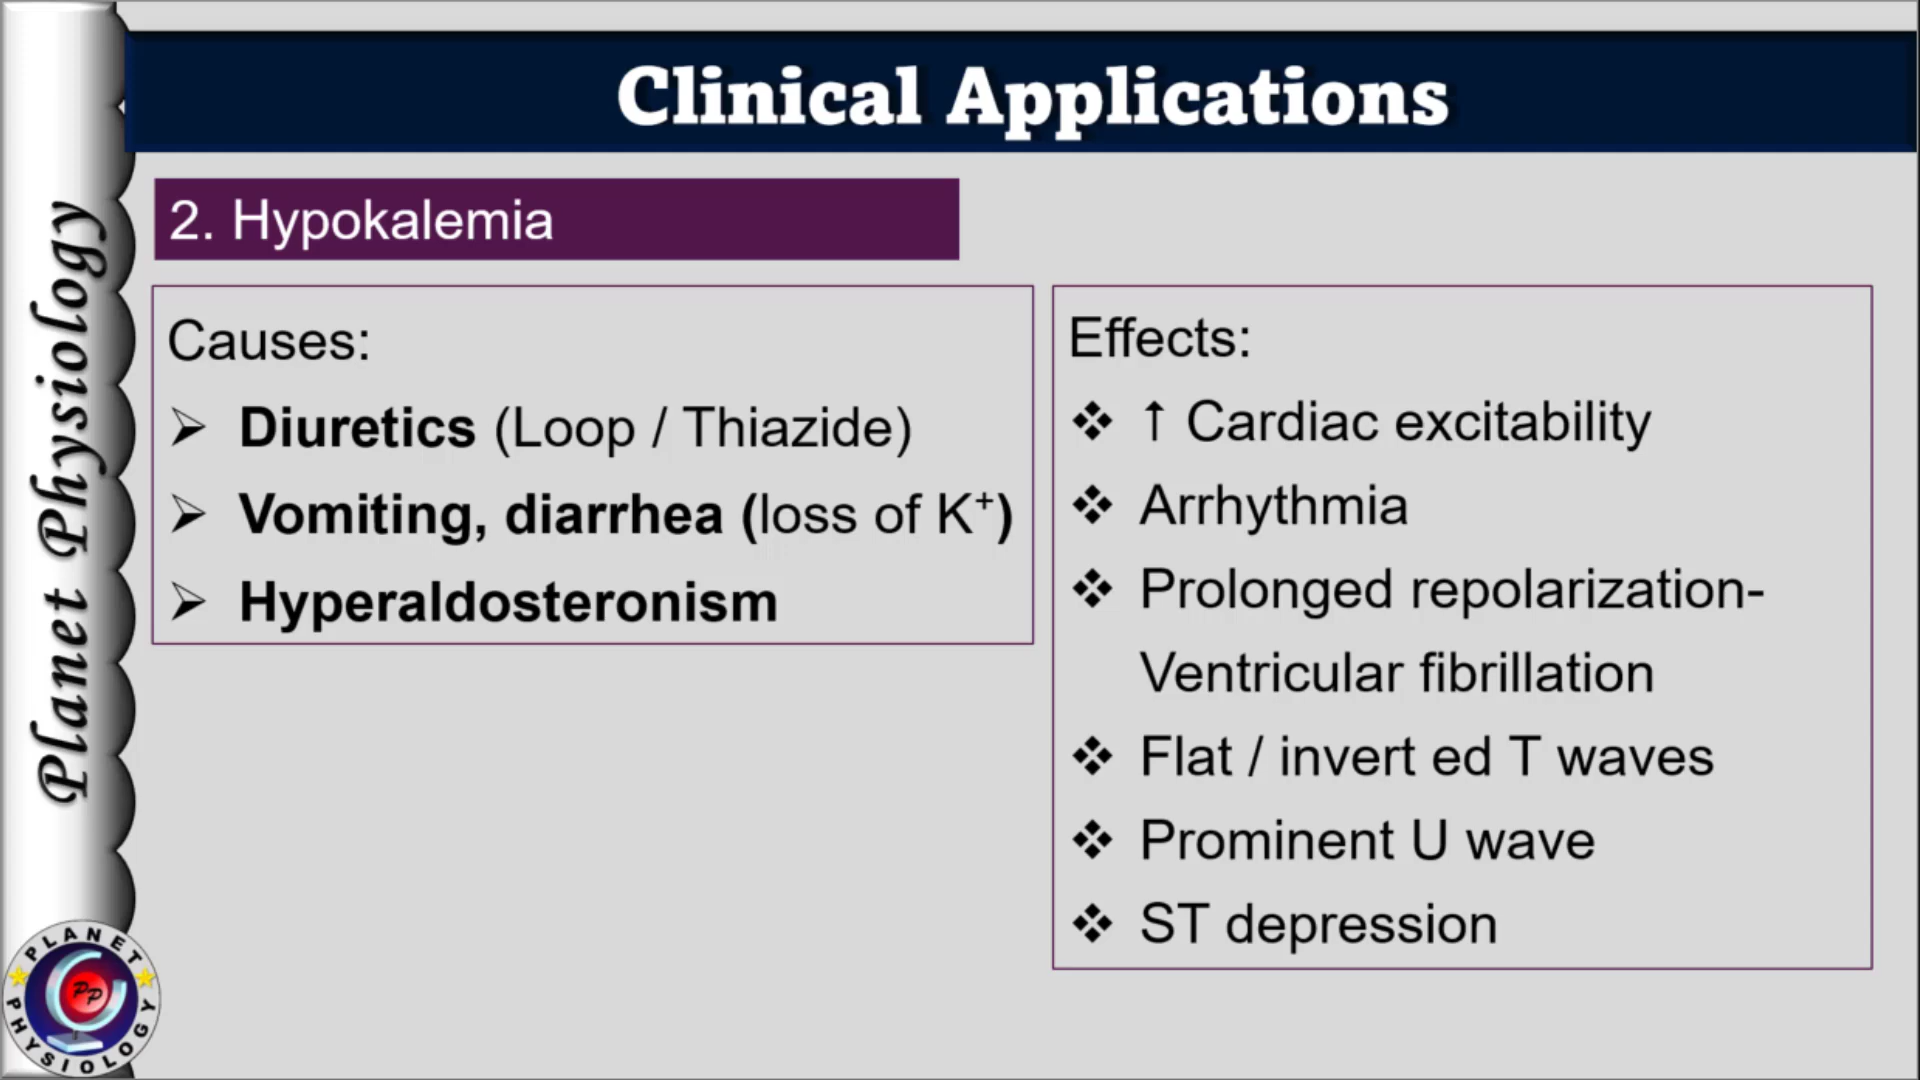 Clinical Applications
2. Hypokalemia
Causes:
➢ Diuretics (Loop / Thiazide)
➢ Vomiting, diarrhea (loss of K⁺)
➢ Hyperaldosteronism
Effects:
❖ ↑ Cardiac excitability
❖ Arrhythmia
❖ Prolonged repolarization-
Ventricular fibrillation
❖ Flat / invert ed T waves
❖ Prominent U wave
❖ ST depression
Planet Physiology
PLANET
PP
PHYSIOLOGY